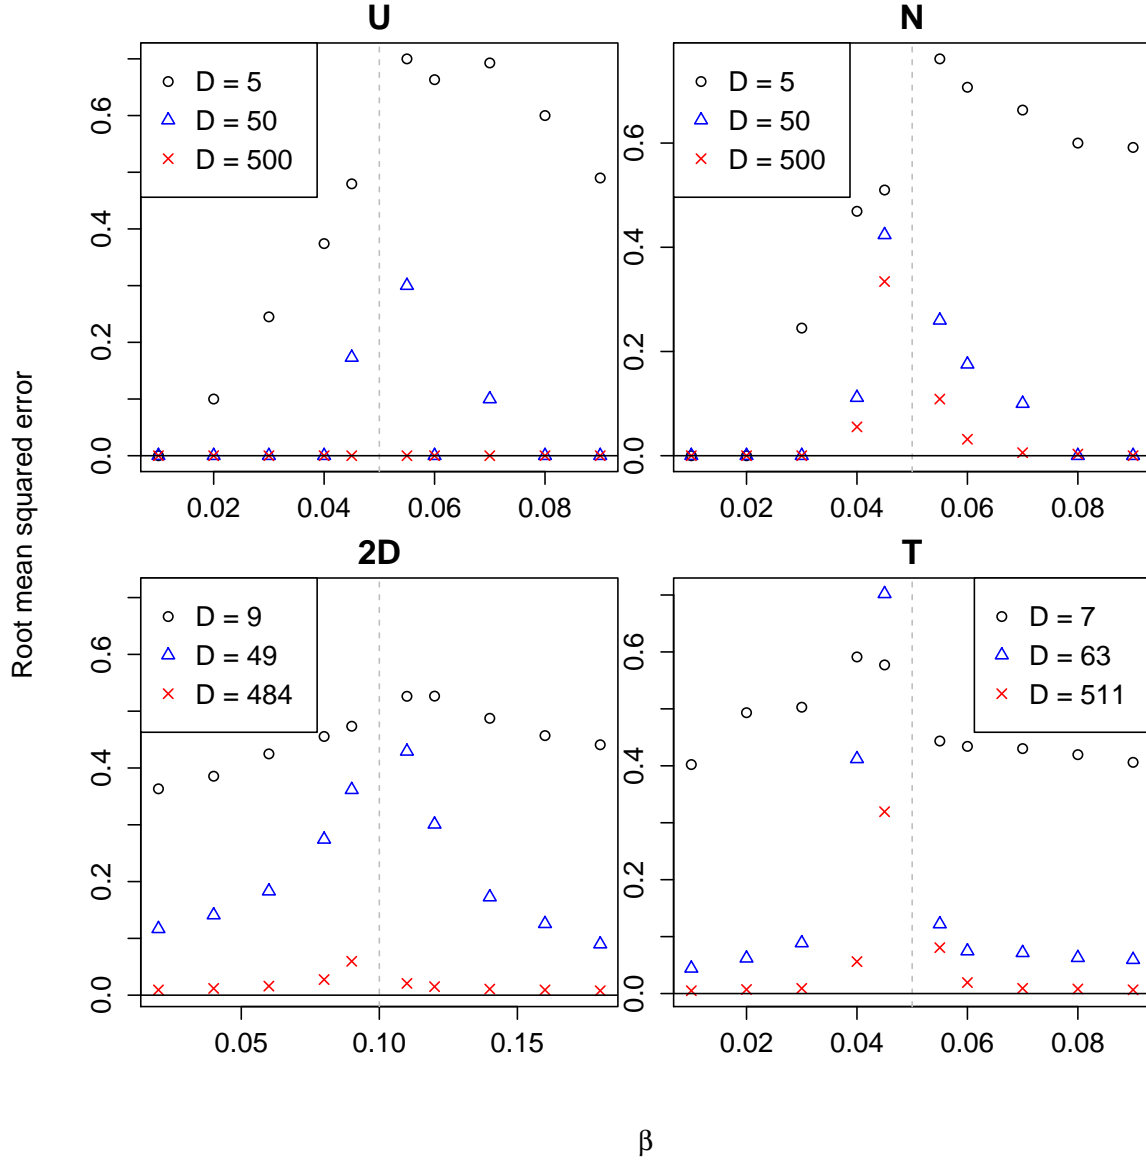 U
D = 5
D = 50
D = 500
0.0 0.2 0.4 0.6
0.02 0.04 0.06 0.08
N
D = 5
D = 50
D = 500
0.0 0.2 0.4 0.6
0.02 0.04 0.06 0.08
Root mean squared error
2D
D = 9
D = 49
D = 484
0.0 0.2 0.4 0.6
0.05 0.10 0.15
T
D = 7
D = 63
D = 511
0.0 0.2 0.4 0.6
0.02 0.04 0.06 0.08
β